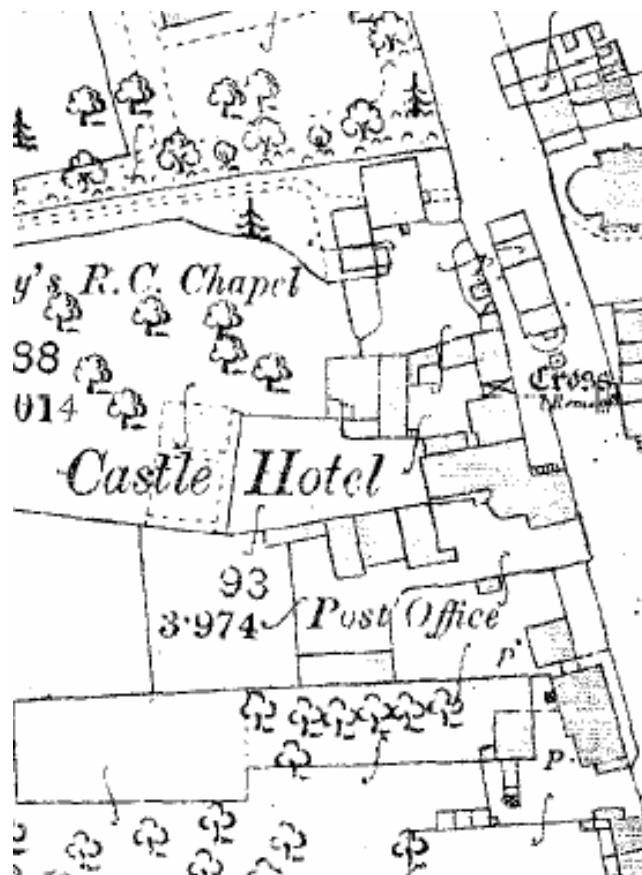 y's R.C. Chapel
88
014
Cross
Castle Hotel
93
3·974
Post Office
P
P.